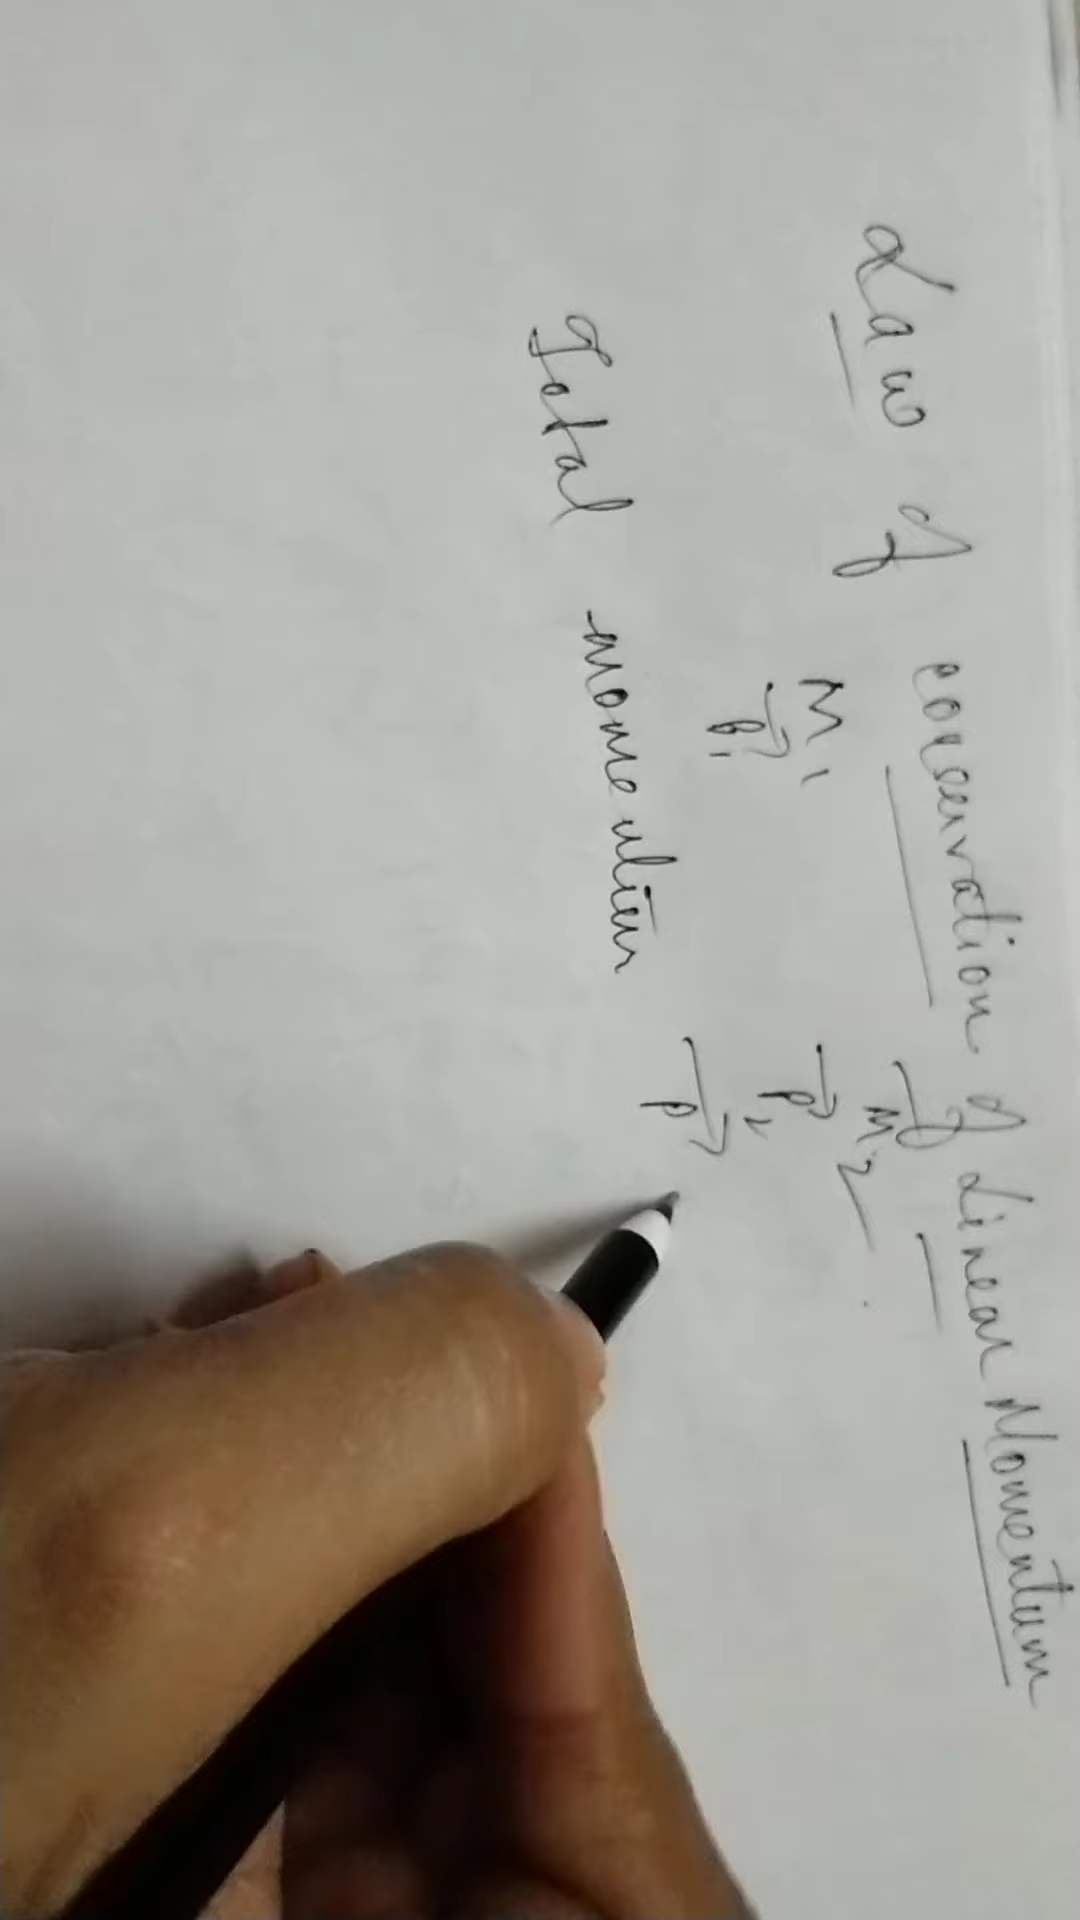 Law of conservation of Linear Momentum
M1 M2
p⃗1 p⃗2
Total momentum p⃗